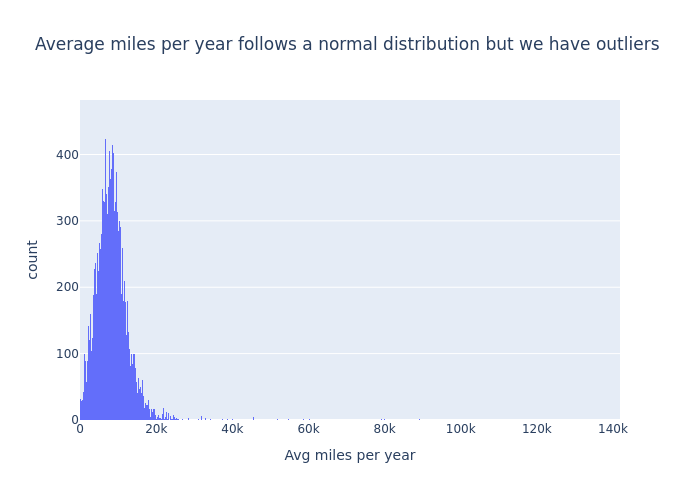 Average miles per year follows a normal distribution but we have outliers
400
300
200
100
0
count
0 20k 40k 60k 80k 100k 120k 140k
Avg miles per year